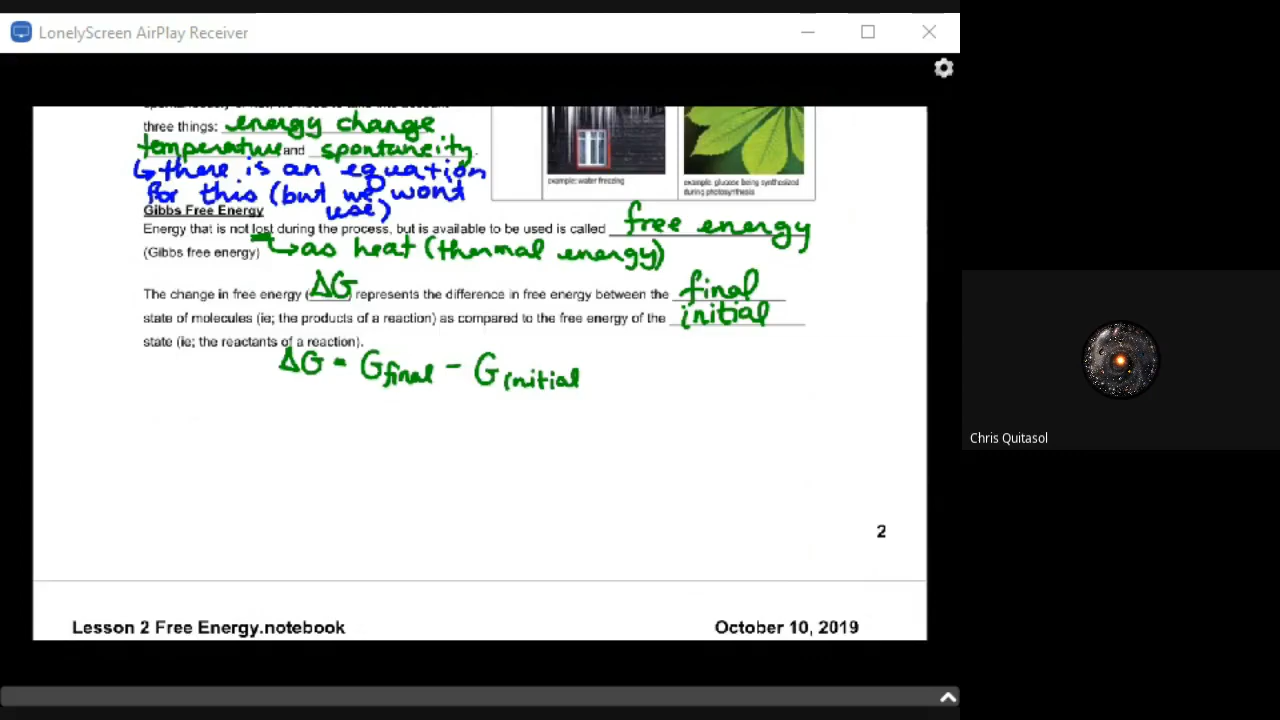 LonelyScreen AirPlay Receiver
three things: energy change
temperature and spontaneity.
↳ there is an equation
for this (but we wont
use)
example: water freezing
example: glucose being synthesized
during photosynthesis
Gibbs Free Energy
Energy that is not lost during the process, but is available to be used is called free energy
(Gibbs free energy) ↳ as heat (thermal energy)
The change in free energy (ΔG) represents the difference in free energy between the final
state of molecules (ie; the products of a reaction) as compared to the free energy of the initial
state (ie; the reactants of a reaction).
ΔG = G final - G initial
2
Lesson 2 Free Energy.notebook
October 10, 2019
Chris Quitasol